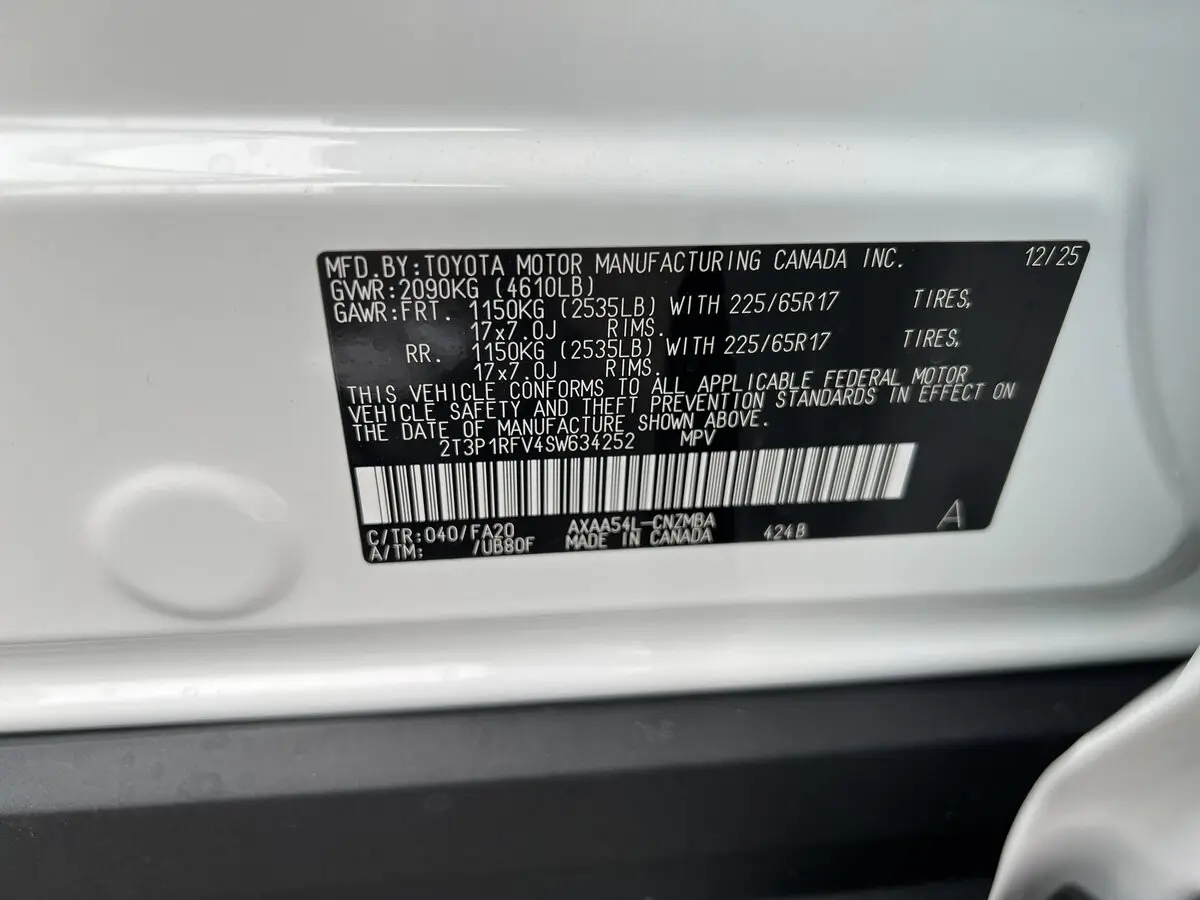 MFD.BY:TOYOTA MOTOR MANUFACTURING CANADA INC. 12/25
GVWR:2090KG (4610LB)
GAWR:FRT. 1150KG (2535LB) WITH 225/65R17 TIRES,
17x7.0J RIMS.
RR. 1150KG (2535LB) WITH 225/65R17 TIRES,
17x7.0J RIMS.
THIS VEHICLE CONFORMS TO ALL APPLICABLE FEDERAL MOTOR
VEHICLE SAFETY AND THEFT PREVENTION STANDARDS IN EFFECT ON
THE DATE OF MANUFACTURE SHOWN ABOVE.
2T3P1RFV4SW634252 MPV
C/TR:040/FA20 AXAA54L-CNZMBA 424B A
A/TM: /UB80F MADE IN CANADA